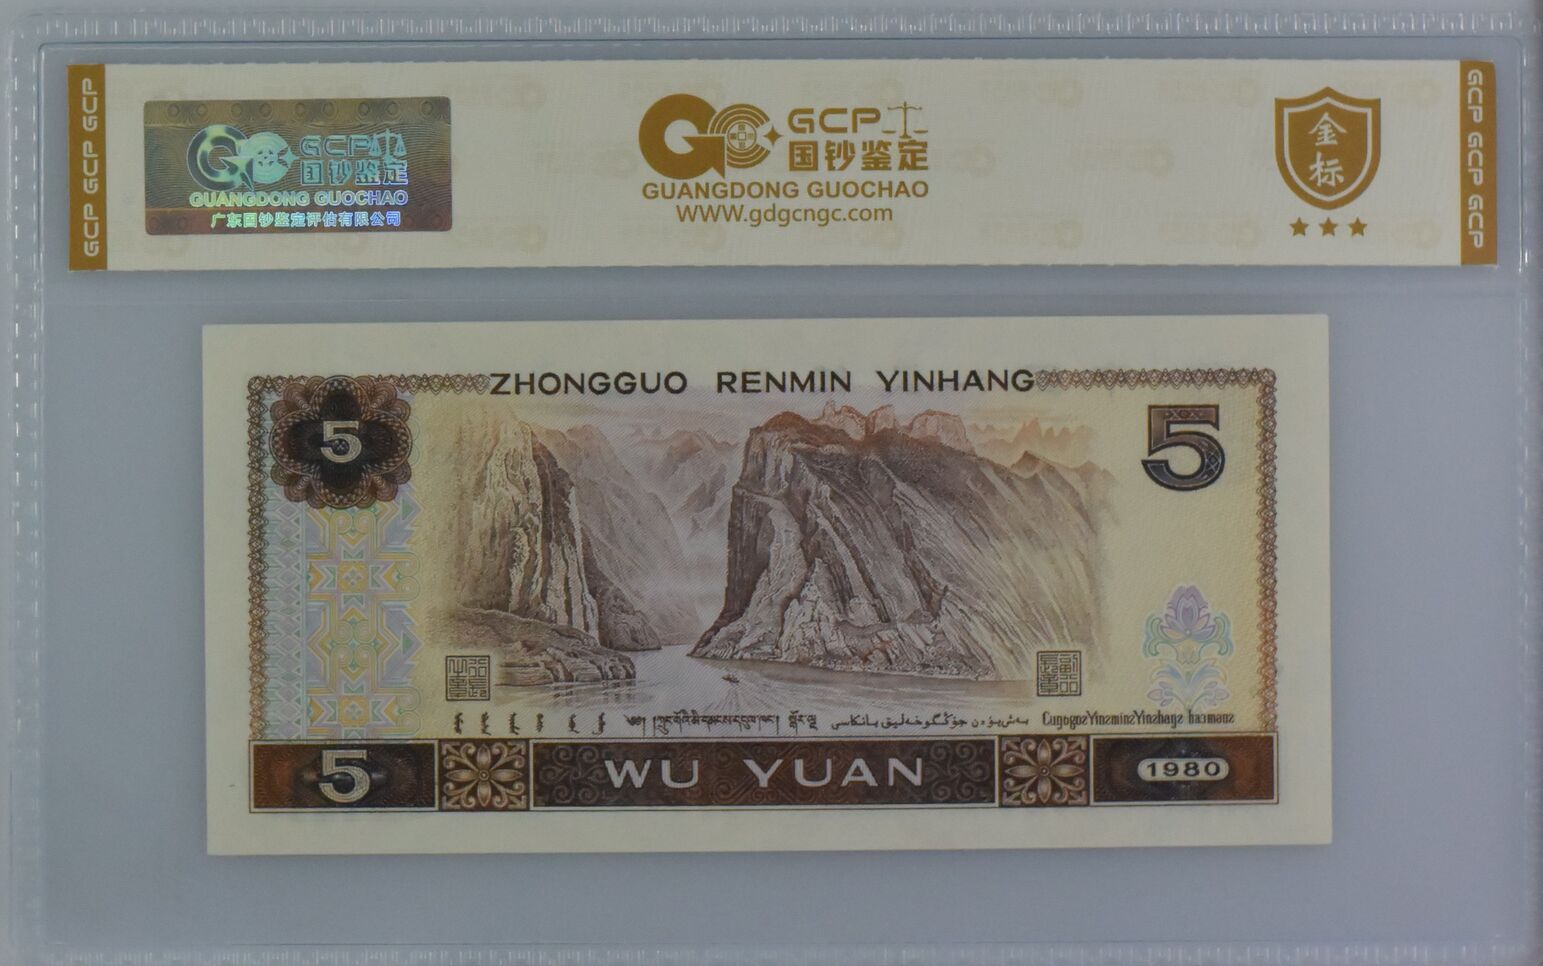 GCP GCP GCP
GCP
国钞鉴定
GUANGDONG GUOCHAO
广东国钞鉴定评估有限公司
GCP
国钞鉴定
GUANGDONG GUOCHAO
WWW.gdgcngc.com
金标
GCP GCP GCP
ZHONGGUO RENMIN YINHANG
5
5
5
WU YUAN
1980